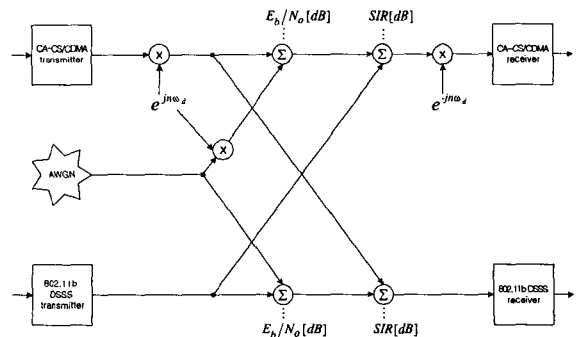 E_b/N_o[dB]
SIR[dB]
CA-CS/CDMA
transmitter
X
Σ
Σ
X
CA-CS/CDMA
receiver
e^{jnω_d}
e^{-jnω_d}
X
AWGN
802.11b
DSSS
transmitter
Σ
Σ
802.11b DSSS
receiver
E_b/N_o[dB]
SIR[dB]